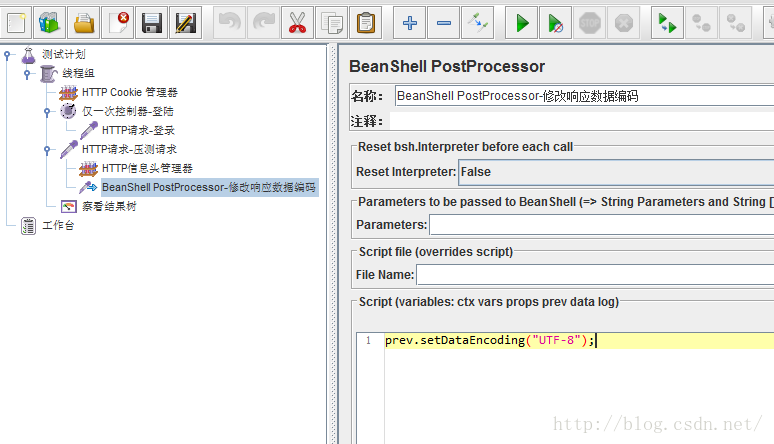 测试计划
线程组
HTTP Cookie 管理器
仅一次控制器-登陆
HTTP请求-登录
HTTP请求-压测请求
HTTP信息头管理器
BeanShell PostProcessor-修改响应数据编码
察看结果树
工作台
STOP
BeanShell PostProcessor
名称: BeanShell PostProcessor-修改响应数据编码
注释:
Reset bsh.Interpreter before each call
Reset Interpreter: False
Parameters to be passed to BeanShell (=> String Parameters and String [
Parameters:
Script file (overrides script)
File Name:
Script (variables: ctx vars props prev data log)
1 prev.setDataEncoding("UTF-8");
http://blog.csdn.net/